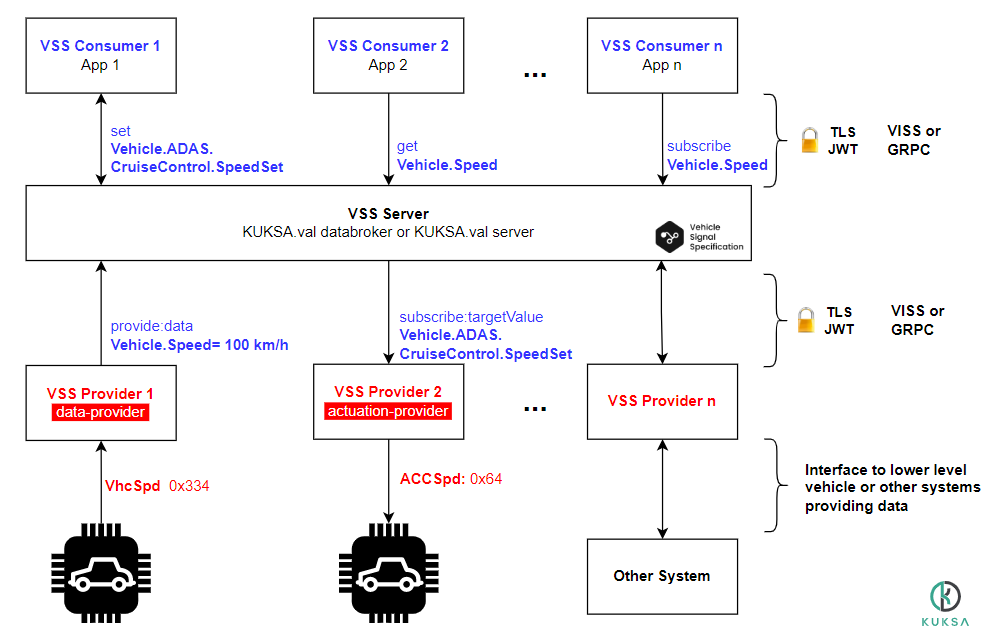 VSS Consumer 1
App 1
VSS Consumer 2
App 2
...
VSS Consumer n
App n
set
Vehicle.ADAS.
CruiseControl.SpeedSet
get
Vehicle.Speed
subscribe
Vehicle.Speed
TLS
JWT
VISS or
GRPC
VSS Server
KUKSA.val databroker or KUKSA.val server
Vehicle
Signal
Specification
provide:data
Vehicle.Speed= 100 km/h
subscribe:targetValue
Vehicle.ADAS.
CruiseControl.SpeedSet
TLS
JWT
VISS or
GRPC
VSS Provider 1
data-provider
VSS Provider 2
actuation-provider
...
VSS Provider n
VhcSpd 0x334
ACCSpd: 0x64
Interface to lower level
vehicle or other systems
providing data
Other System
KUKSA